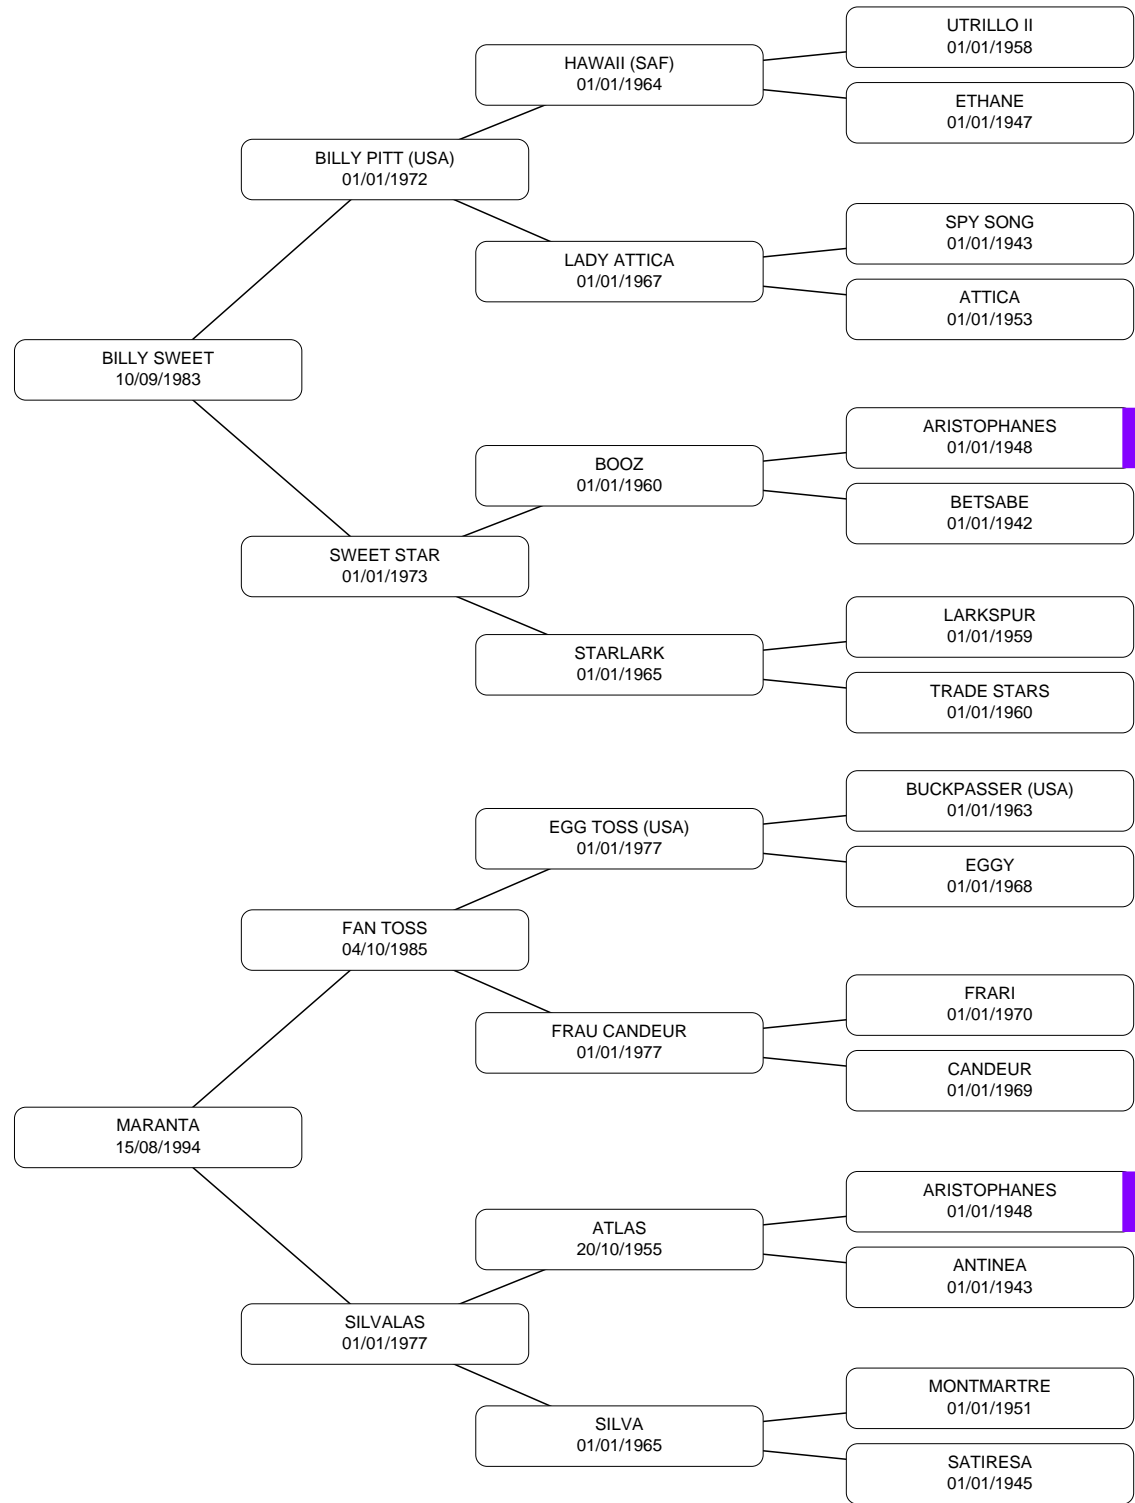 UTRILLO II
01/01/1958
HAWAII (SAF)
01/01/1964
ETHANE
01/01/1947
BILLY PITT (USA)
01/01/1972
SPY SONG
01/01/1943
LADY ATTICA
01/01/1967
ATTICA
01/01/1953
BILLY SWEET
10/09/1983
ARISTOPHANES
01/01/1948
BOOZ
01/01/1960
BETSABE
01/01/1942
SWEET STAR
01/01/1973
LARKSPUR
01/01/1959
STARLARK
01/01/1965
TRADE STARS
01/01/1960
BUCKPASSER (USA)
01/01/1963
EGG TOSS (USA)
01/01/1977
EGGY
01/01/1968
FAN TOSS
04/10/1985
FRARI
01/01/1970
FRAU CANDEUR
01/01/1977
CANDEUR
01/01/1969
MARANTA
15/08/1994
ARISTOPHANES
01/01/1948
ATLAS
20/10/1955
ANTINEA
01/01/1943
SILVALAS
01/01/1977
MONTMARTRE
01/01/1951
SILVA
01/01/1965
SATIRESA
01/01/1945